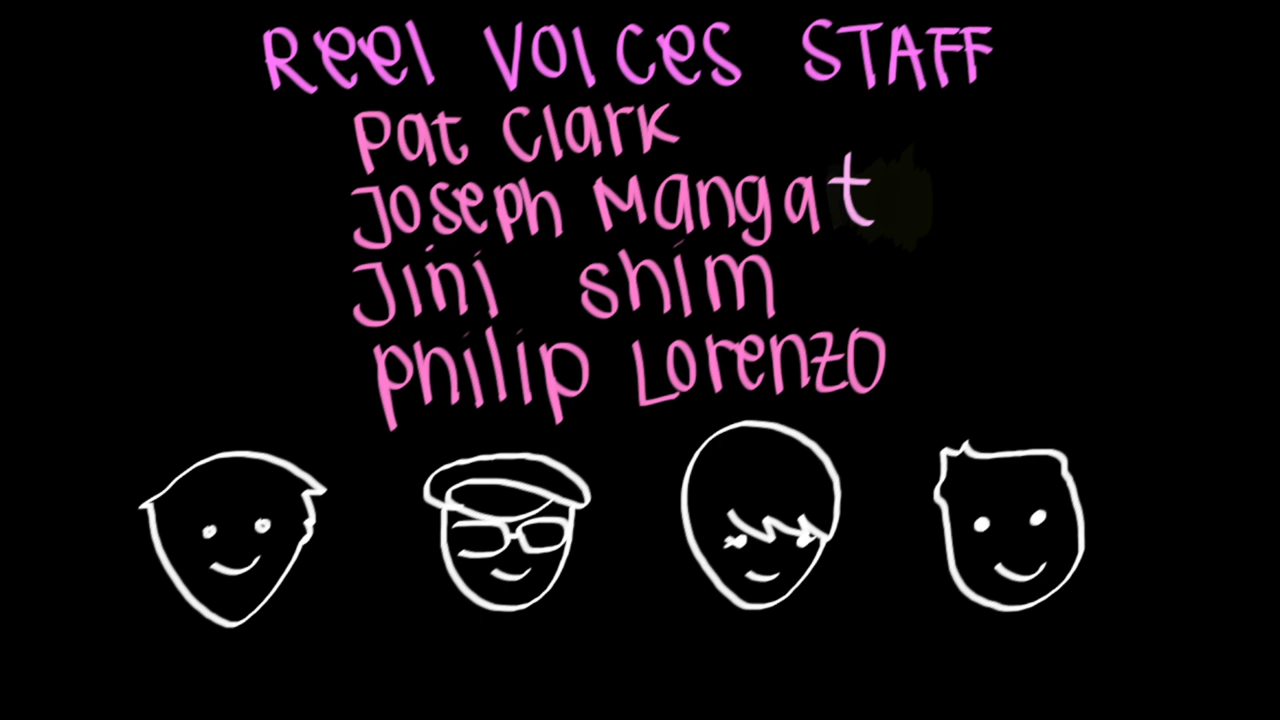 Reel Voices STAFF
Pat Clark
Joseph Mangat
Jini Shim
Philip Lorenzo